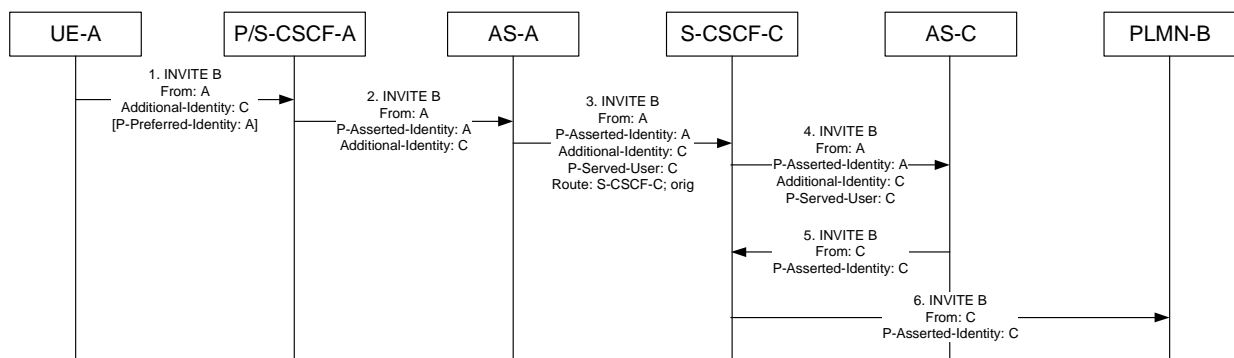 UE-A
P/S-CSCF-A
AS-A
S-CSCF-C
AS-C
PLMN-B
1. INVITE B
From: A
Additional-Identity: C
[P-Preferred-Identity: A]
2. INVITE B
From: A
P-Asserted-Identity: A
Additional-Identity: C
3. INVITE B
From: A
P-Asserted-Identity: A
Additional-Identity: C
P-Served-User: C
Route: S-CSCF-C; orig
4. INVITE B
From: A
P-Asserted-Identity: A
Additional-Identity: C
P-Served-User: C
5. INVITE B
From: C
P-Asserted-Identity: C
6. INVITE B
From: C
P-Asserted-Identity: C